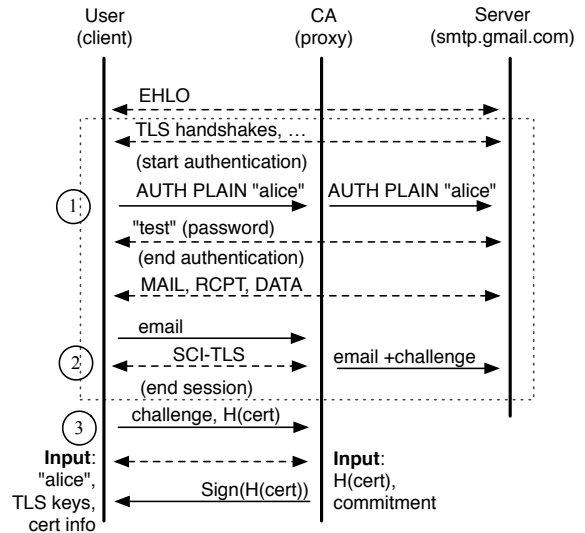 User
(client)
CA
(proxy)
Server
(smtp.gmail.com)
EHLO
TLS handshakes, ...
(start authentication)
1
AUTH PLAIN "alice"
AUTH PLAIN "alice"
"test" (password)
(end authentication)
MAIL, RCPT, DATA
email
2
SCI-TLS
email +challenge
(end session)
3
challenge, H(cert)
Input:
"alice",
TLS keys,
cert info
Input:
H(cert),
commitment
Sign(H(cert))